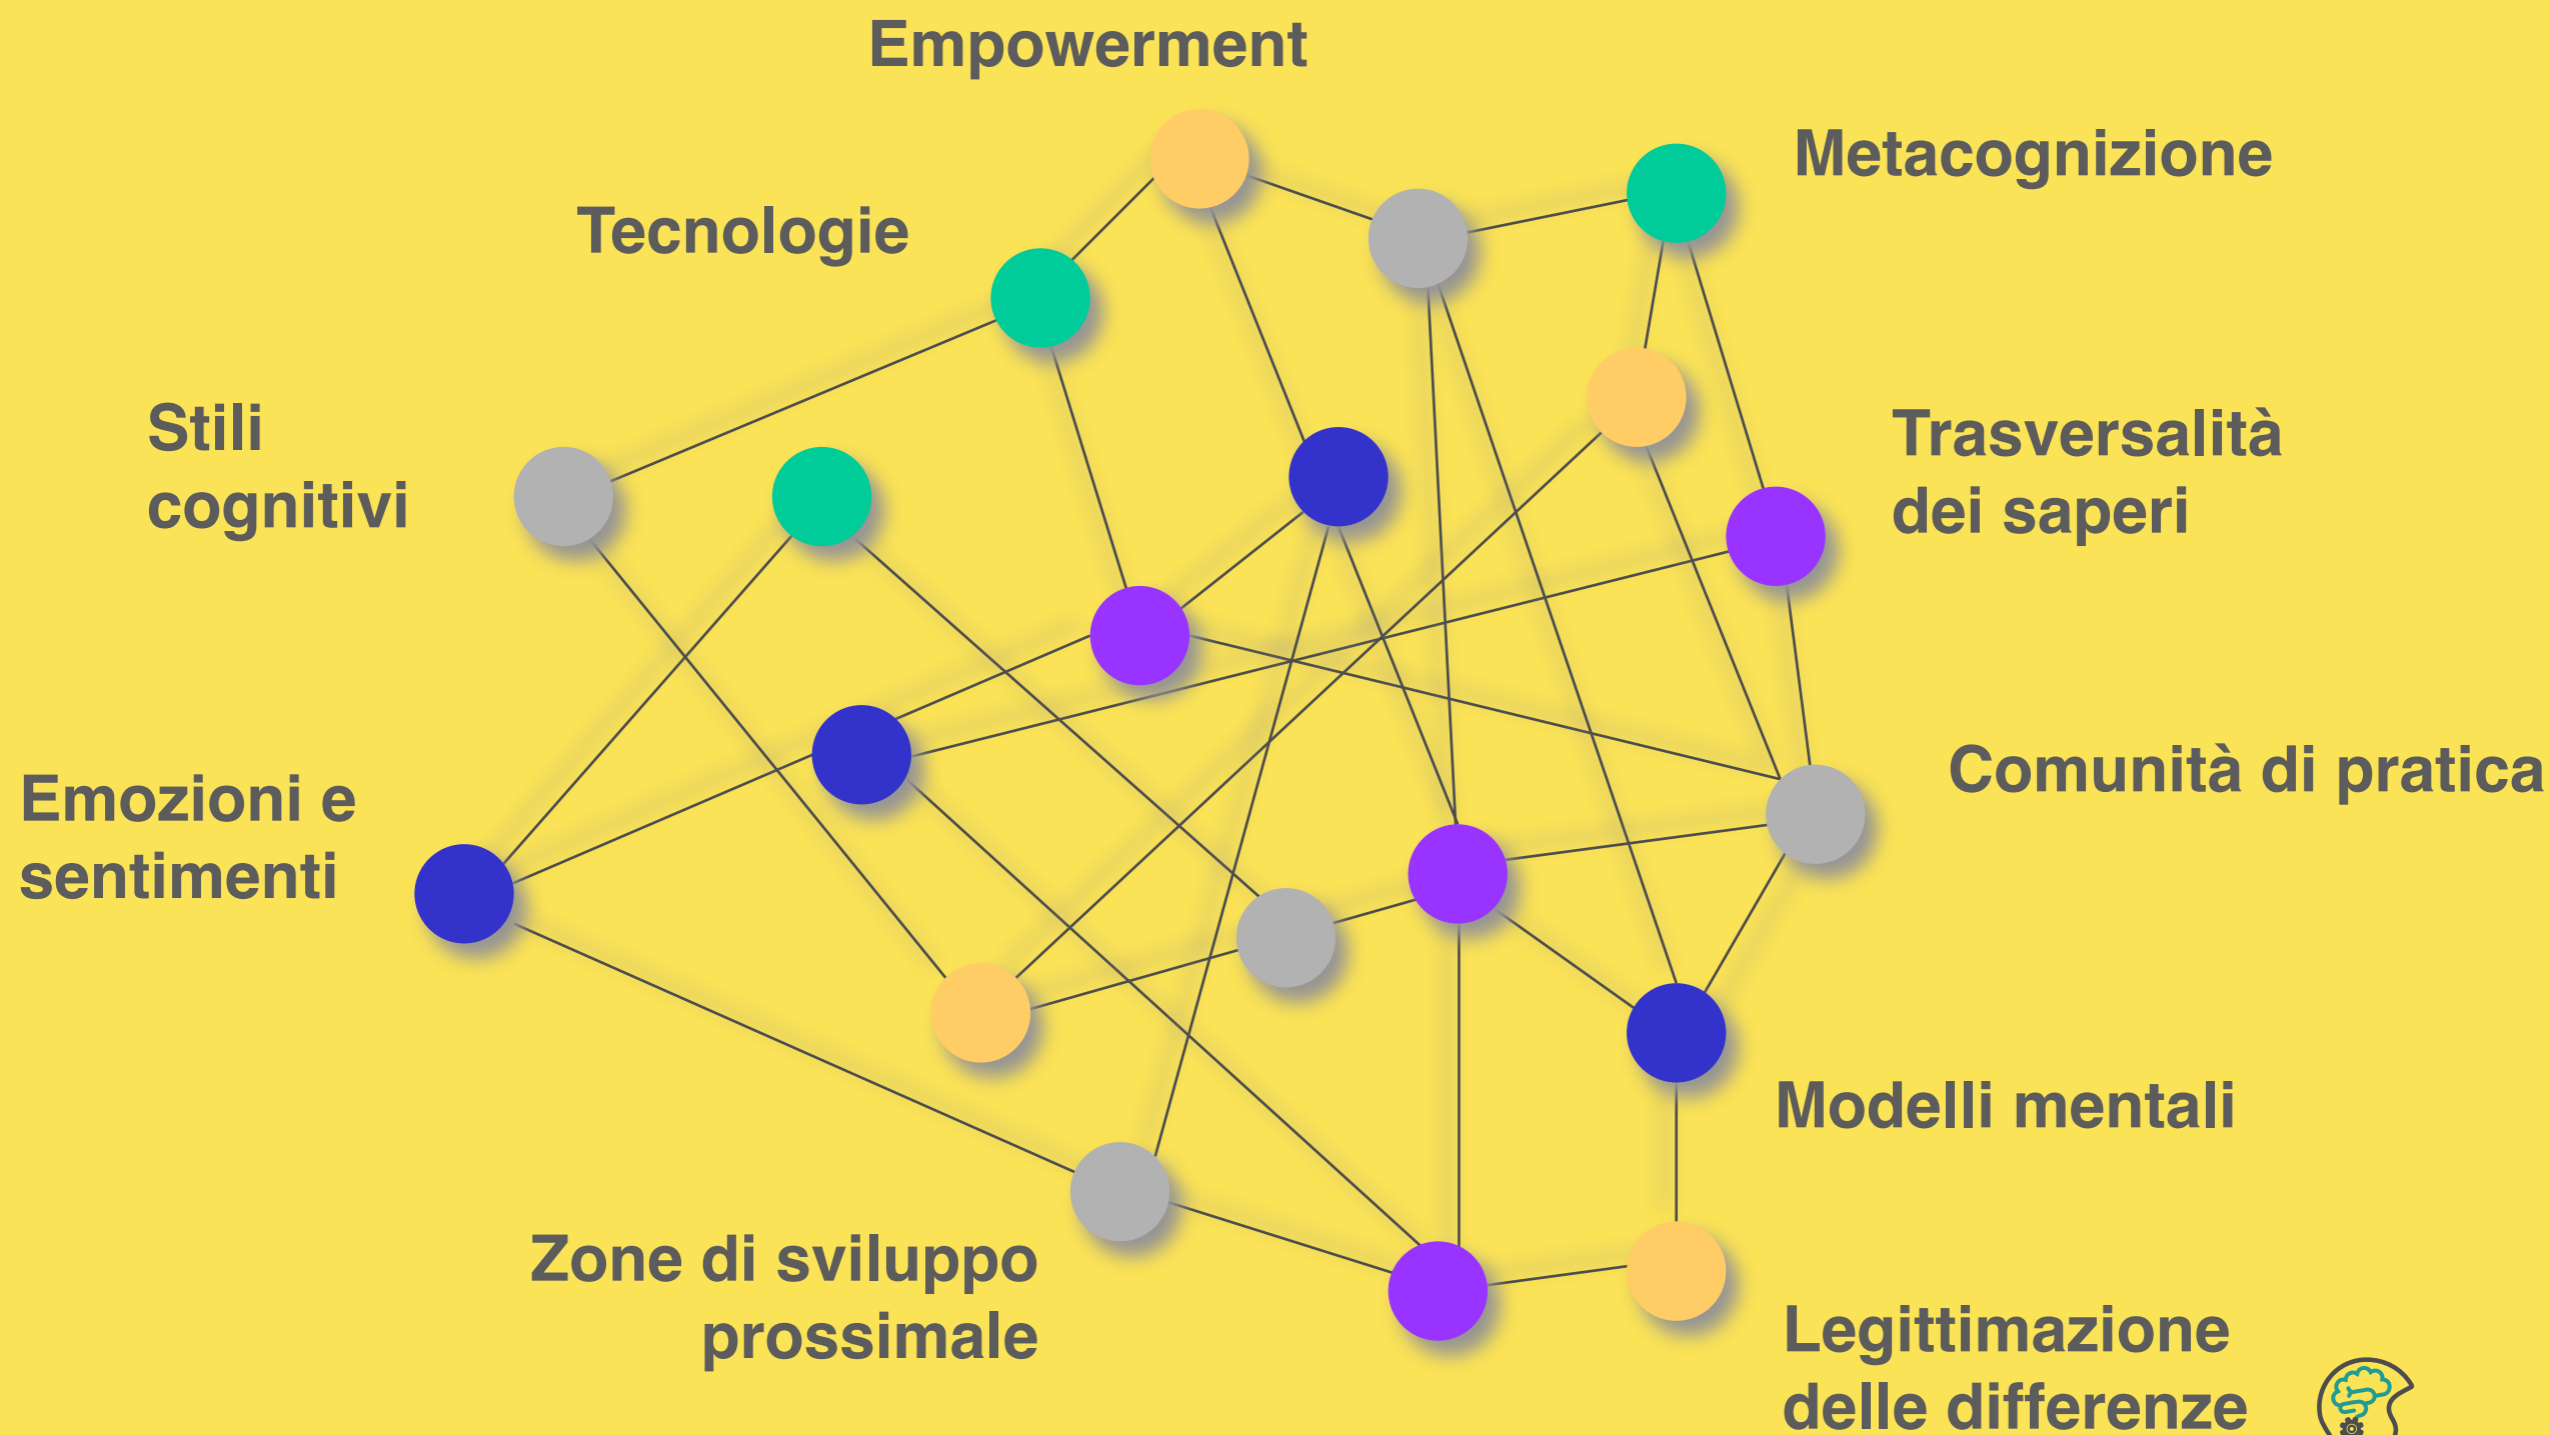 Empowerment
Metacognizione
Tecnologie
Stili
cognitivi
Trasversalità
dei saperi
Comunità di pratica
Emozioni e
sentimenti
Modelli mentali
Zone di sviluppo
prossimale
Legittimazione
delle differenze